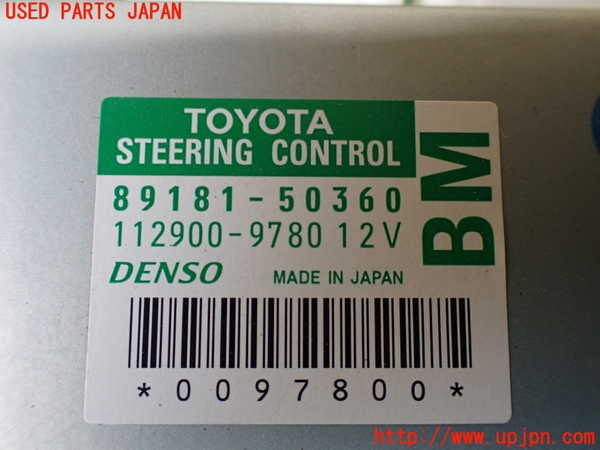 USED PARTS JAPAN
TOYOTA
STEERING CONTROL
BM
89181-50360
112900-9780 12V
DENSO MADE IN JAPAN
*0097800*
http://www.upjpn.com/